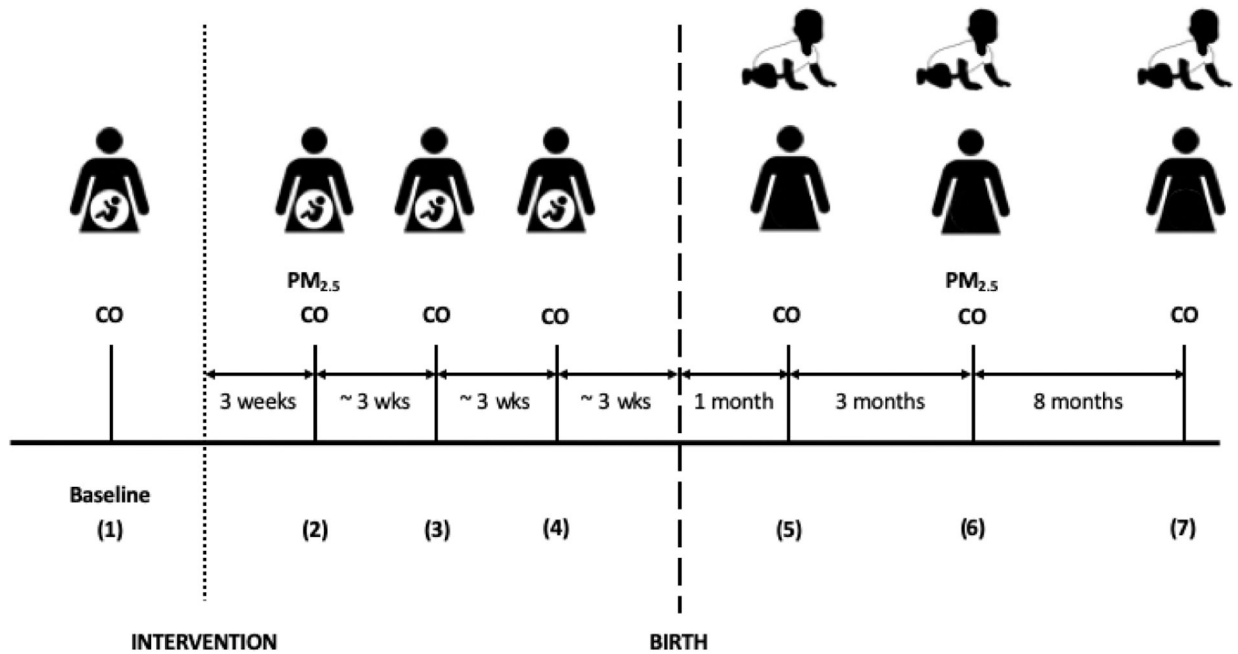 PM2.5 PM2.5
CO CO CO CO CO CO CO
3 weeks ~ 3 wks ~ 3 wks ~ 3 wks 1 month 3 months 8 months
Baseline
(1) (2) (3) (4) (5) (6) (7)
INTERVENTION BIRTH